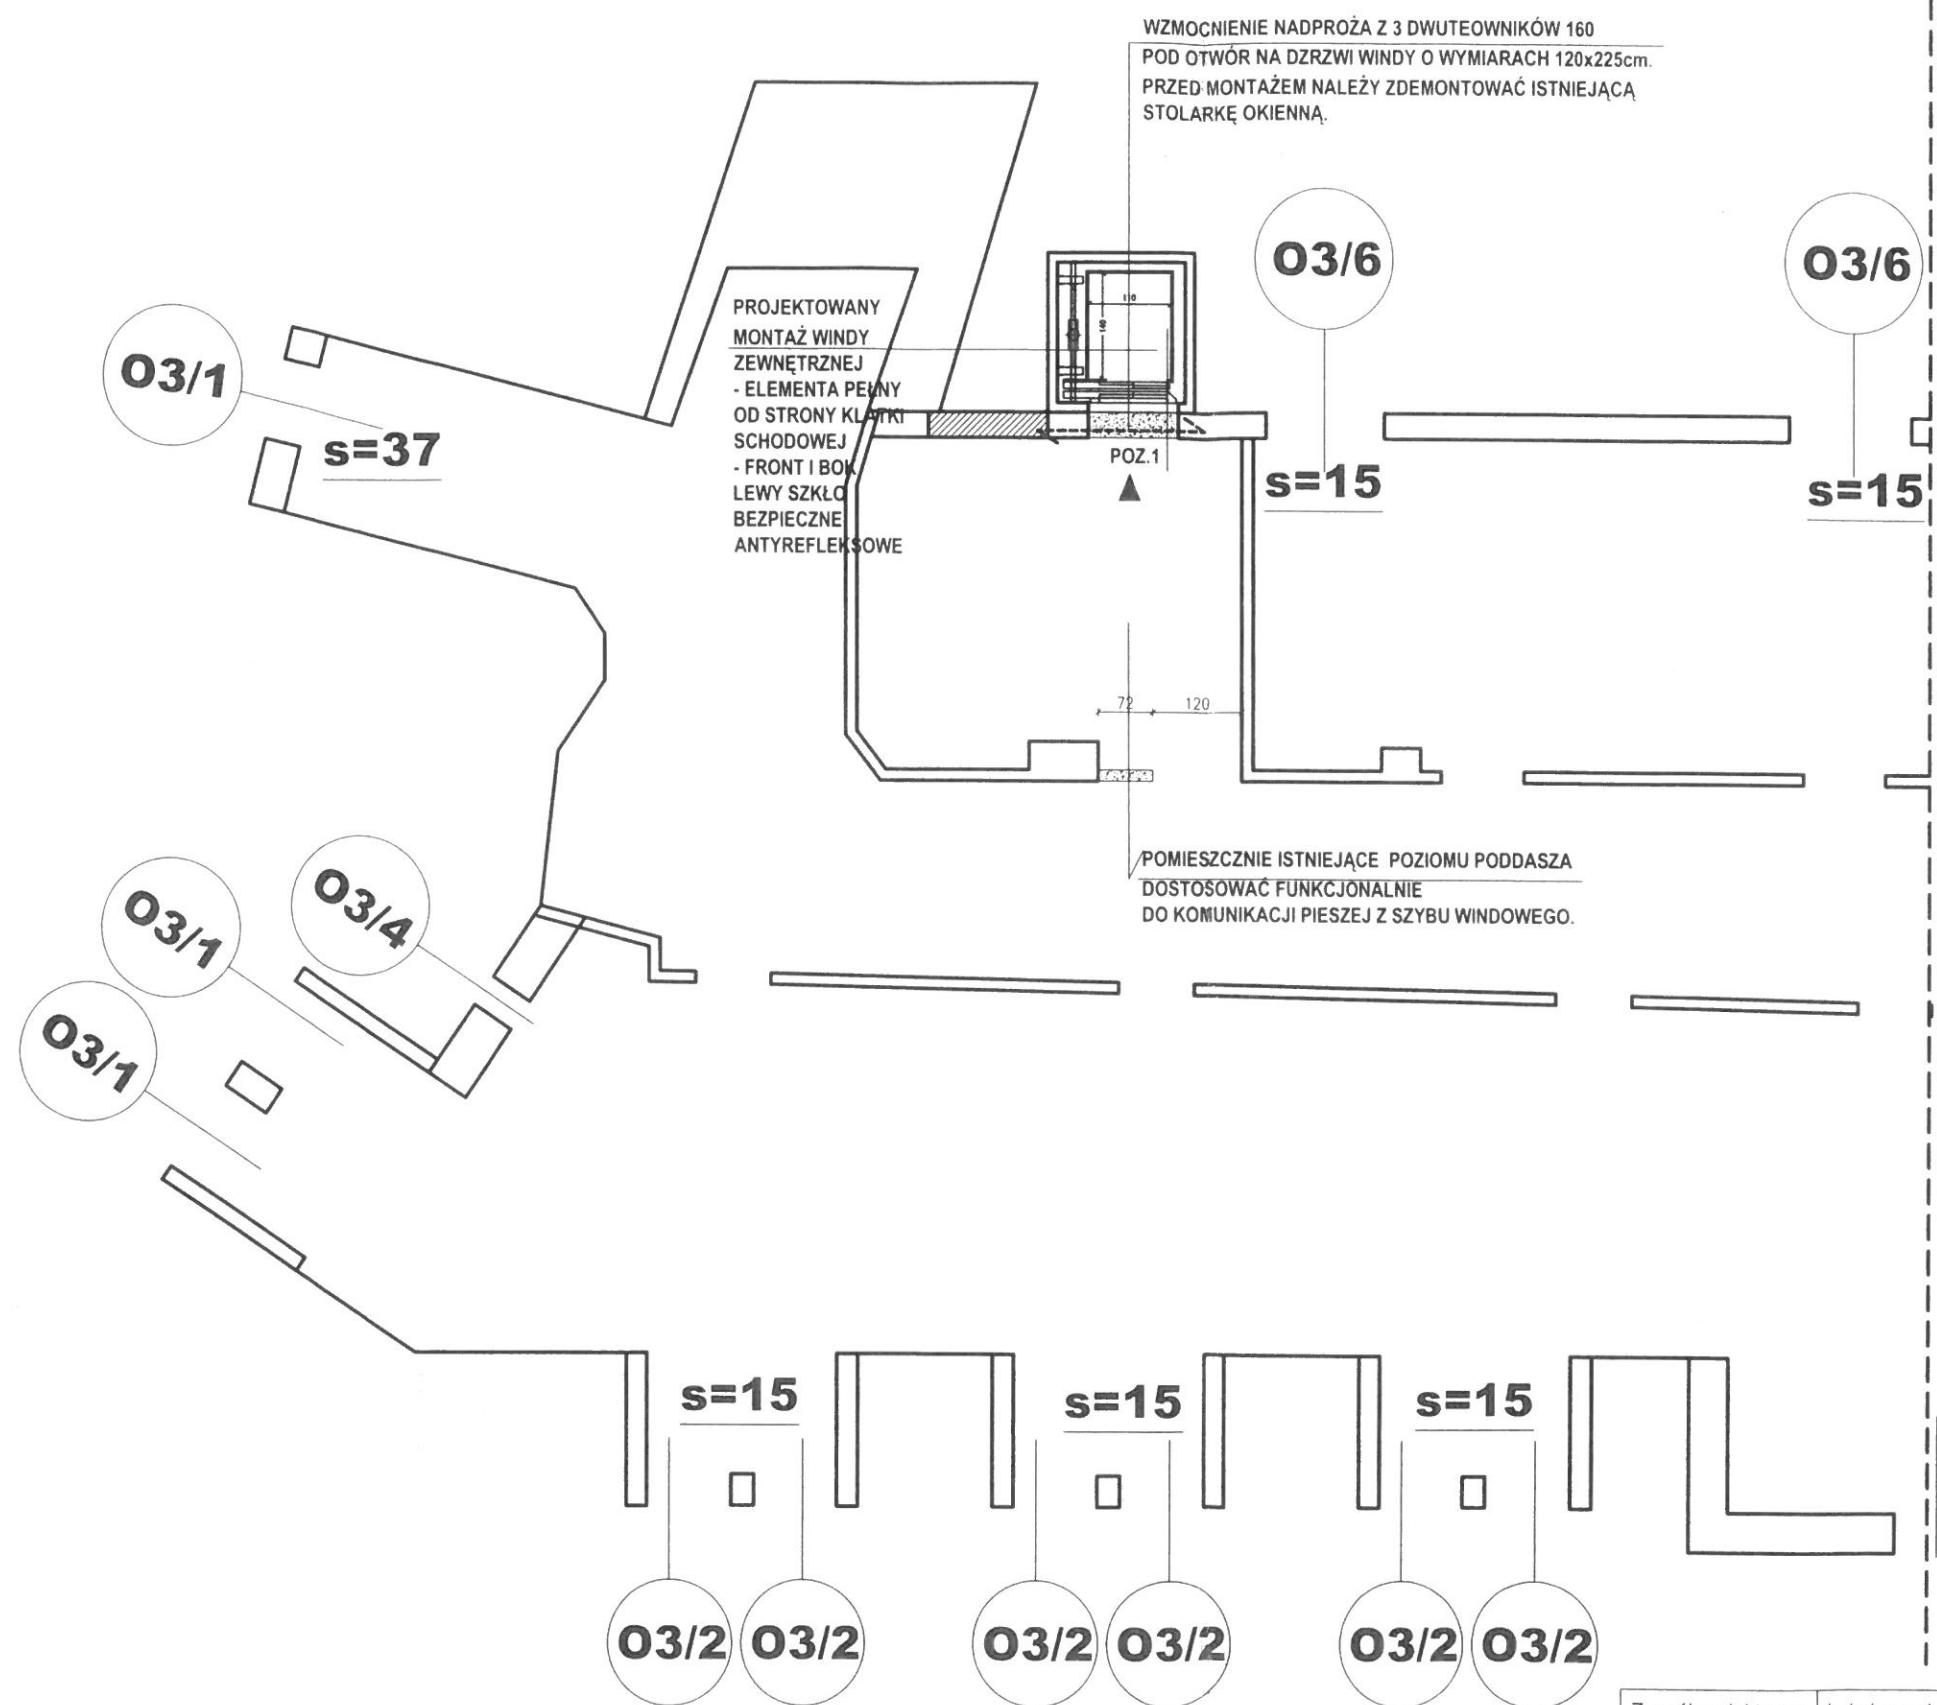 WZMOCNIENIE NADPROŻA Z 3 DWUTEOWNIKÓW 160
POD OTWÓR NA DZRZWI WINDY O WYMIARACH 120x225cm.
PRZED MONTAŻEM NALEŻY ZDEMONTOWAĆ ISTNIEJĄCĄ
STOLARKĘ OKIENNĄ.
O3/6
O3/6
PROJEKTOWANY
MONTAŻ WINDY
ZEWNĘTRZNEJ
- ELEMENTA PEŁNY
OD STRONY KLATKI
SCHODOWEJ
- FRONT I BOK
LEWY SZKŁO
BEZPIECZNE
ANTYREFLEKSOWE
110
140
O3/1
s=37
POZ.1
s=15
s=15
72
120
POMIESZCZNIE ISTNIEJĄCE POZIOMU PODDASZA
DOSTOSOWAĆ FUNKCJONALNIE
DO KOMUNIKACJI PIESZEJ Z SZYBU WINDOWEGO.
O3/4
O3/1
O3/1
s=15
s=15
s=15
O3/2
O3/2
O3/2
O3/2
O3/2
O3/2